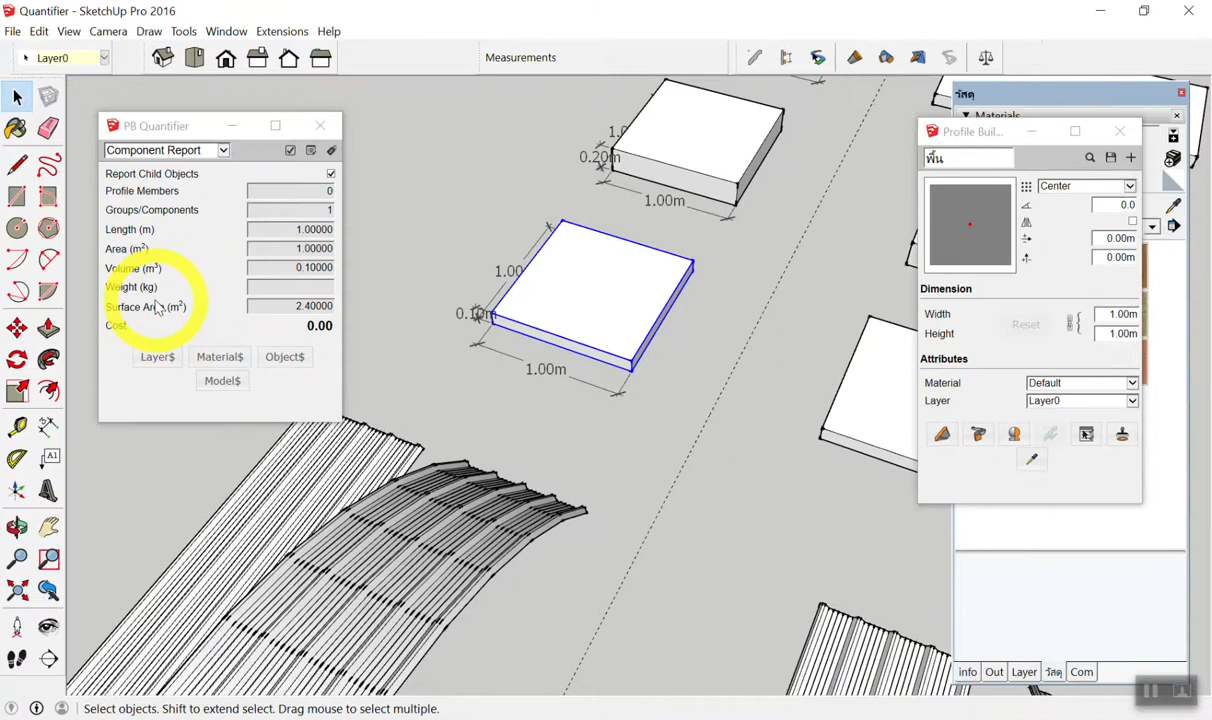 Quantifier - SketchUp Pro 2016
File Edit View Camera Draw Tools Window Extensions Help
Layer0
Measurements
PB Quantifier
Component Report
Report Child Objects
Profile Members 0
Groups/Components 1
Length (m) 1.00000
Area (m²) 1.00000
Volume (m³) 0.10000
Weight (kg)
Surface Area (m²) 2.40000
Cost 0.00
Layer$ Material$ Object$
Model$
0.20m
1.00m
1.00
0.10m
1.00m
วัสดุ
Materials
Profile Buil...
พื้น
Center
0.0
0.00m
0.00m
Dimension
Width 1.00m
Reset
Height 1.00m
Attributes
Material Default
Layer Layer0
A1
info Out Layer วัสดุ Com
Select objects. Shift to extend select. Drag mouse to select multiple.